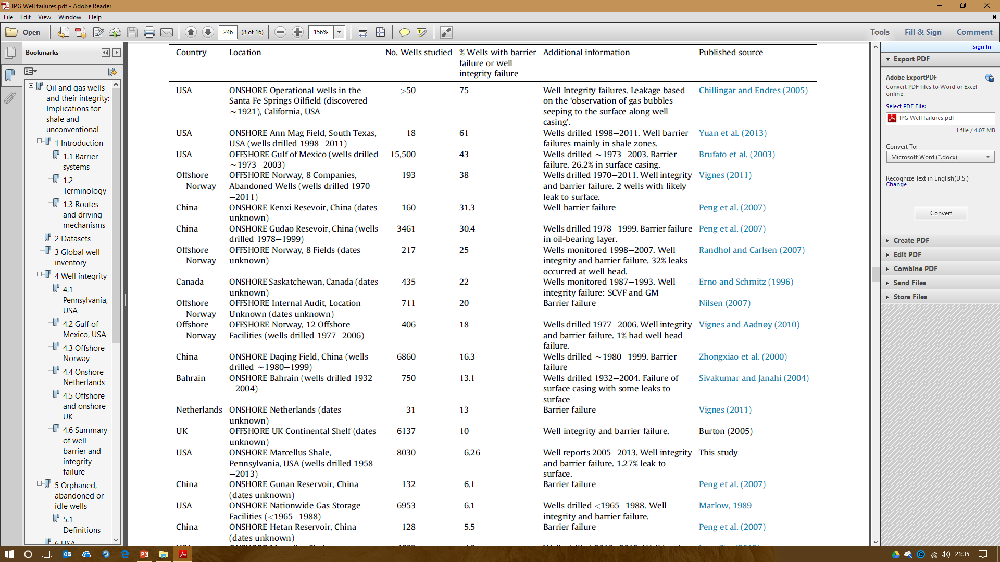 IPG Well failures.pdf - Adobe Reader
File Edit View Window Help
Open 246 (8 of 16) 156% Tools Fill & Sign Comment
Bookmarks
Oil and gas wells
and their integrity:
Implications for
shale and
unconventional
1 Introduction
1.1 Barrier
systems
1.2
Terminology
1.3 Routes
and driving
mechanisms
2 Datasets
3 Global well
inventory
4 Well integrity
4.1
Pennsylvania,
USA
4.2 Gulf of
Mexico, USA
4.3 Offshore
Norway
4.4 Onshore
Netherlands
4.5 Offshore
and onshore
UK
4.6 Summary
of well
barrier and
integrity
failure
5 Orphaned,
abandoned or
idle wells
5.1
Definitions
6 USA
Country Location No. Wells studied % Wells with barrier Additional information Published source
failure or well
integrity failure
USA ONSHORE Operational wells in the >50 75 Well Integrity failures. Leakage based Chillingar and Endres (2005)
Santa Fe Springs Oilfield (discovered on the ‘observation of gas bubbles
∼1921), California, USA seeping to the surface along well
casing’.
USA ONSHORE Ann Mag Field, South Texas, 18 61 Wells drilled 1998–2011. Well barrier Yuan et al. (2013)
USA (wells drilled 1998–2011) failures mainly in shale zones.
USA OFFSHORE Gulf of Mexico (wells drilled 15,500 43 Wells drilled ∼1973–2003. Barrier Brufato et al. (2003)
∼1973–2003) failure. 26.2% in surface casing.
Offshore OFFSHORE Norway, 8 Companies, 193 38 Wells drilled 1970–2011. Well integrity Vignes (2011)
Norway Abandoned Wells (wells drilled 1970 and barrier failure. 2 wells with likely
–2011) leak to surface.
China ONSHORE Kenxi Resevoir, China (dates 160 31.3 Well barrier failure Peng et al. (2007)
unknown)
China ONSHORE Gudao Resevoir, China (wells 3461 30.4 Wells drilled 1978–1999. Barrier failure Peng et al. (2007)
drilled 1978–1999) in oil-bearing layer.
Offshore OFFSHORE Norway, 8 Fields (dates 217 25 Wells monitored 1998–2007. Well Randhol and Carlsen (2007)
Norway unknown) integrity and barrier failure. 32% leaks
occurred at well head.
Canada ONSHORE Saskatchewan, Canada (dates 435 22 Wells monitored 1987–1993. Well Erno and Schmitz (1996)
unknown) integrity failure: SCVF and GM
Offshore OFFSHORE Internal Audit, Location 711 20 Barrier failure Nilsen (2007)
Norway Unknown (dates unknown)
Offshore OFFSHORE Norway, 12 Offshore 406 18 Wells drilled 1977–2006. Well integrity Vignes and Aadnøy (2010)
Norway Facilities (wells drilled 1977–2006) and barrier failure. 1% had well head
failure.
China ONSHORE Daqing Field, China (wells 6860 16.3 Wells drilled ∼1980–1999. Barrier Zhongxiao et al. (2000)
drilled ∼1980–1999) failure
Bahrain ONSHORE Bahrain (wells drilled 1932 750 13.1 Wells drilled 1932–2004. Failure of Sivakumar and Janahi (2004)
–2004) surface casing with some leaks to
surface
Netherlands ONSHORE Netherlands (dates 31 13 Barrier failure Vignes (2011)
unknown)
UK OFFSHORE UK Continental Shelf (dates 6137 10 Well integrity and barrier failure. Burton (2005)
unknown)
USA ONSHORE Marcellus Shale, 8030 6.26 Well reports 2005–2013. Well integrity This study
Pennsylvania, USA (wells drilled 1958 and barrier failure. 1.27% leak to
–2013) surface.
China ONSHORE Gunan Reservoir, China 132 6.1 Barrier failure Peng et al. (2007)
(dates unknown)
USA ONSHORE Nationwide Gas Storage 6953 6.1 Wells drilled <1965–1988. Well Marlow, 1989
Facilities (<1965–1988) integrity and barrier failure.
China ONSHORE Hetan Reservoir, China 128 5.5 Barrier failure Peng et al. (2007)
(dates unknown)
Sign In
Export PDF
Adobe ExportPDF
Convert PDF files to Word or Excel
online.
Select PDF File:
IPG Well failures.pdf
1 file / 4.07 MB
Convert To:
Microsoft Word (*.docx)
Recognize Text in English(U.S.)
Change
Convert
Create PDF
Edit PDF
Combine PDF
Send Files
Store Files
21:35